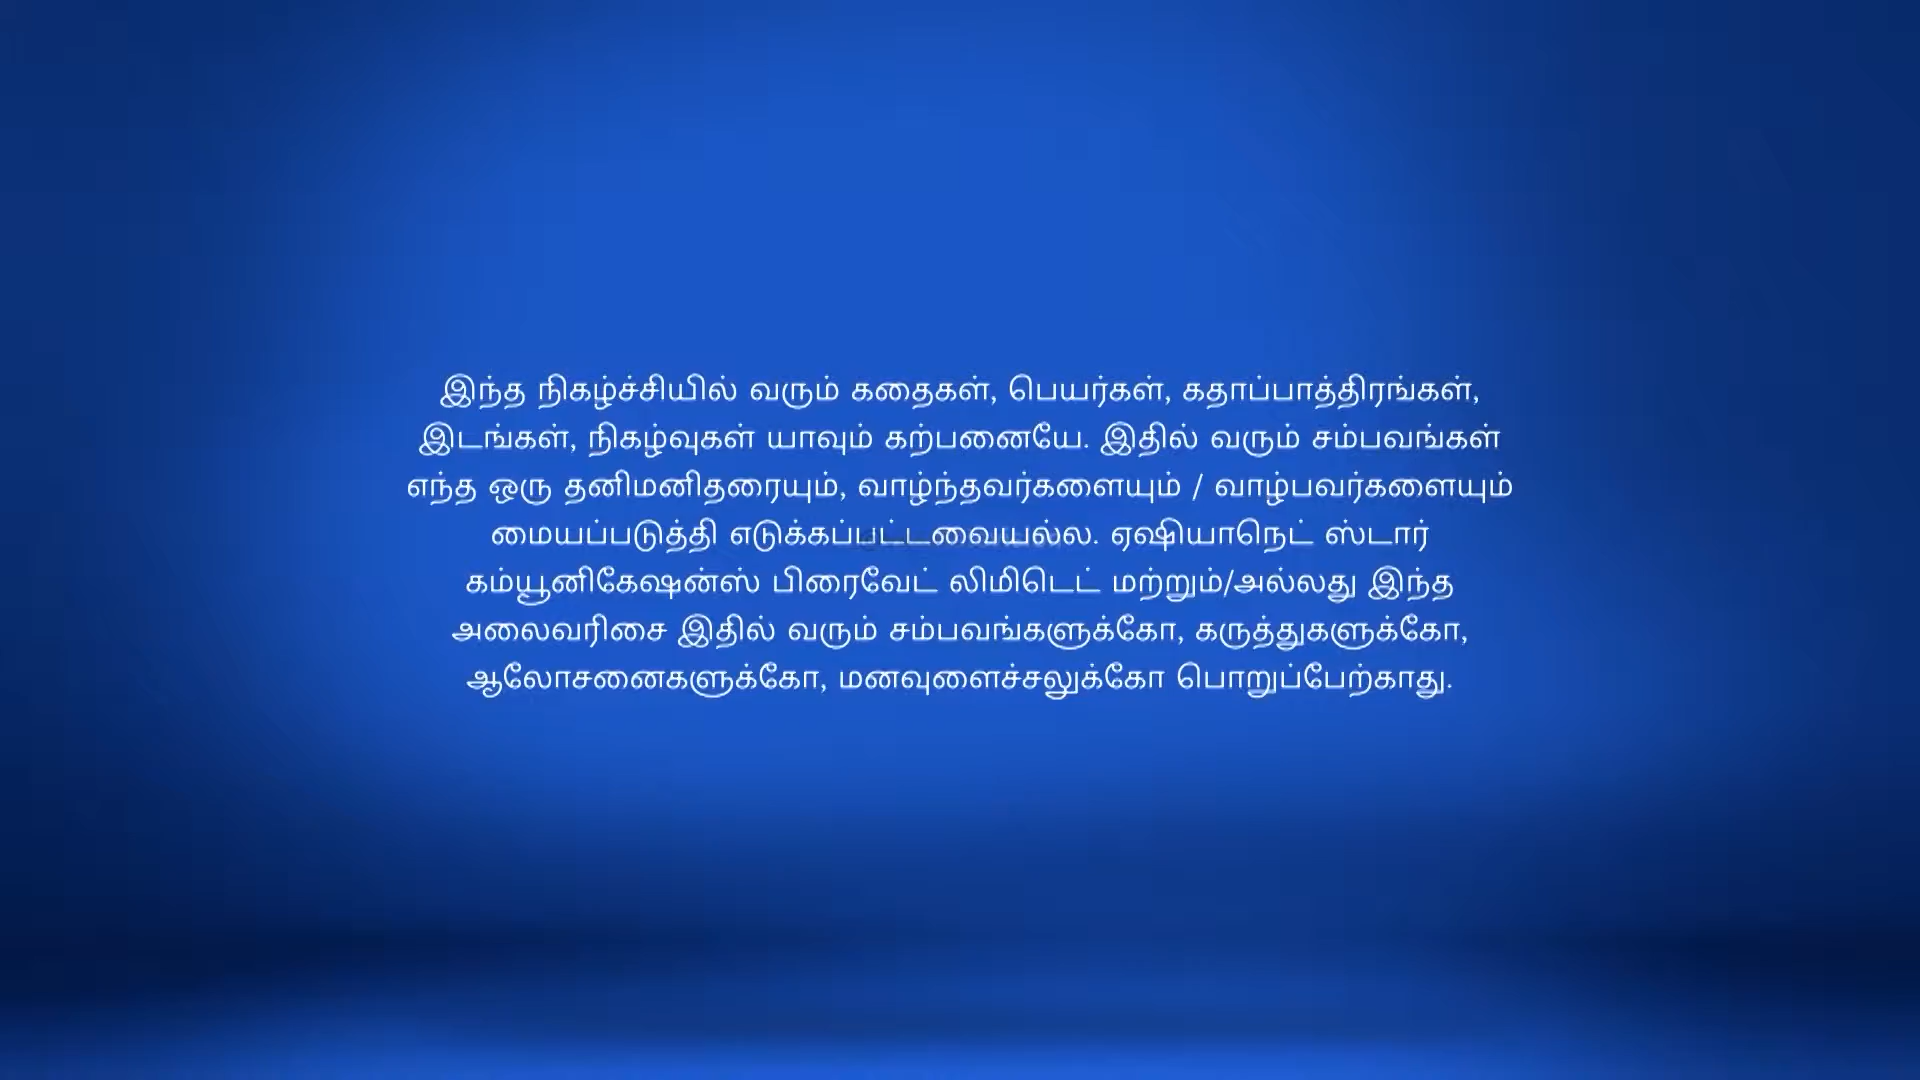 இந்த நிகழ்ச்சியில் வரும் கதைகள், பெயர்கள், கதாப்பாத்திரங்கள்,
இடங்கள், நிகழ்வுகள் யாவும் கற்பனையே. இதில் வரும் சம்பவங்கள்
எந்த ஒரு தனிமனிதரையும், வாழ்ந்தவர்களையும் / வாழ்பவர்களையும்
மையப்படுத்தி எடுக்கப்பட்டவையல்ல. ஏஷியாநெட் ஸ்டார்
கம்யூனிகேஷன்ஸ் பிரைவேட் லிமிடெட் மற்றும்/அல்லது இந்த
அலைவரிசை இதில் வரும் சம்பவங்களுக்கோ, கருத்துகளுக்கோ,
ஆலோசனைகளுக்கோ, மனவுளைச்சலுக்கோ பொறுப்பேற்காது.